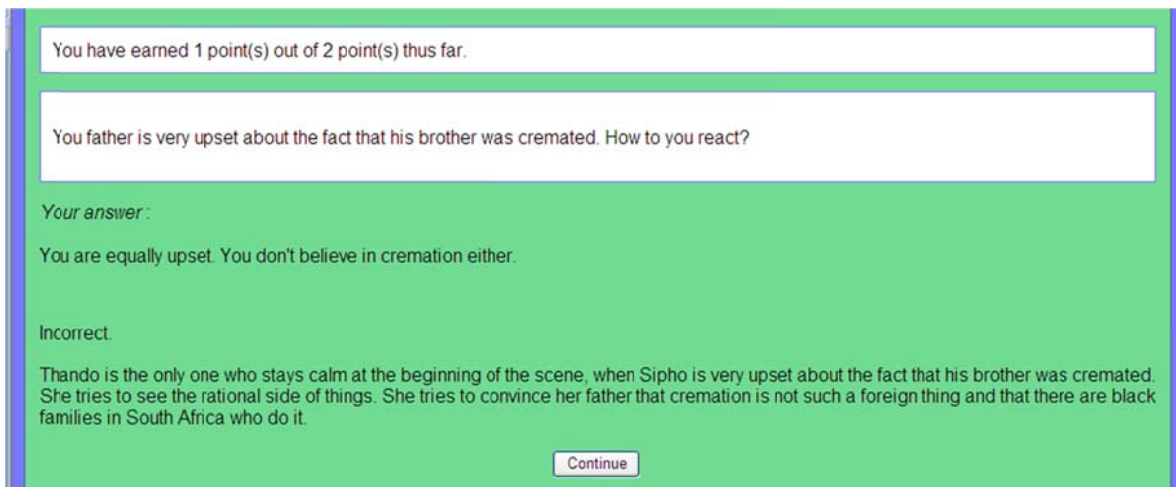 You have earned 1 point(s) out of 2 point(s) thus far.
You father is very upset about the fact that his brother was cremated. How to you react?
Your answer :
You are equally upset. You don't believe in cremation either.
Incorrect.
Thando is the only one who stays calm at the beginning of the scene, when Sipho is very upset about the fact that his brother was cremated.
She tries to see the rational side of things. She tries to convince her father that cremation is not such a foreign thing and that there are black
families in South Africa who do it.
Continue